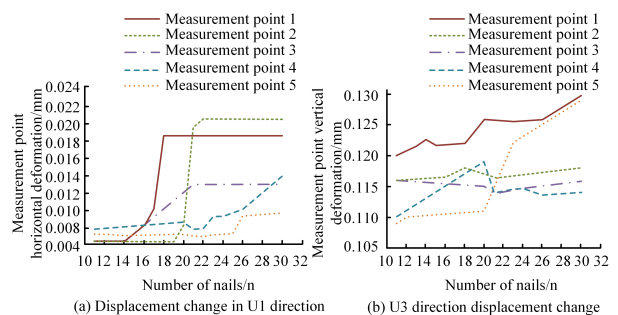 Measurement point 1
Measurement point 2
Measurement point 3
Measurement point 4
Measurement point 5
Measurement point
horizontal deformation/mm
0.024
0.022
0.020
0.018
0.016
0.014
0.012
0.010
0.008
0.006
0.004
10 12 14 16 18 20 22 24 26 28 30 32
Number of nails/n
(a) Displacement change in U1 direction
Measurement point 1
Measurement point 2
Measurement point 3
Measurement point 4
Measurement point 5
Measurement point vertical
deformation/mm
0.130
0.120
0.110
0.105
10 12 14 16 18 20 22 24 26 28 30 32
Number of nails/n
(b) U3 direction displacement change